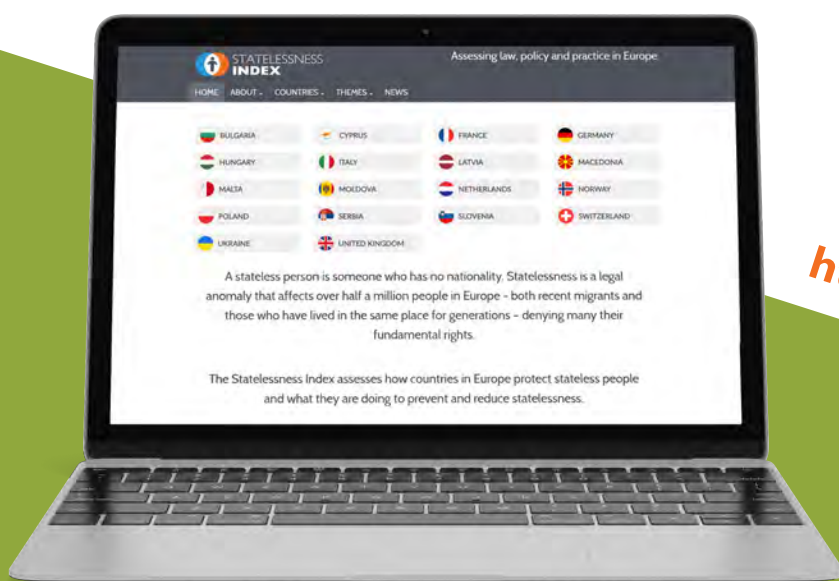 STATELESSNESS
INDEX
Assessing law, policy and practice in Europe
HOME ABOUT COUNTRIES THEMES NEWS
BULGARIA CYPRUS FRANCE GERMANY
HUNGARY ITALY LATVIA MACEDONIA
MALTA MOLDOVA NETHERLANDS NORWAY
POLAND SERBIA SLOVENIA SWITZERLAND
UKRAINE UNITED KINGDOM
A stateless person is someone who has no nationality. Statelessness is a legal
anomaly that affects over half a million people in Europe - both recent migrants and
those who have lived in the same place for generations - denying many their
fundamental rights.
The Statelessness Index assesses how countries in Europe protect stateless people
and what they are doing to prevent and reduce statelessness.